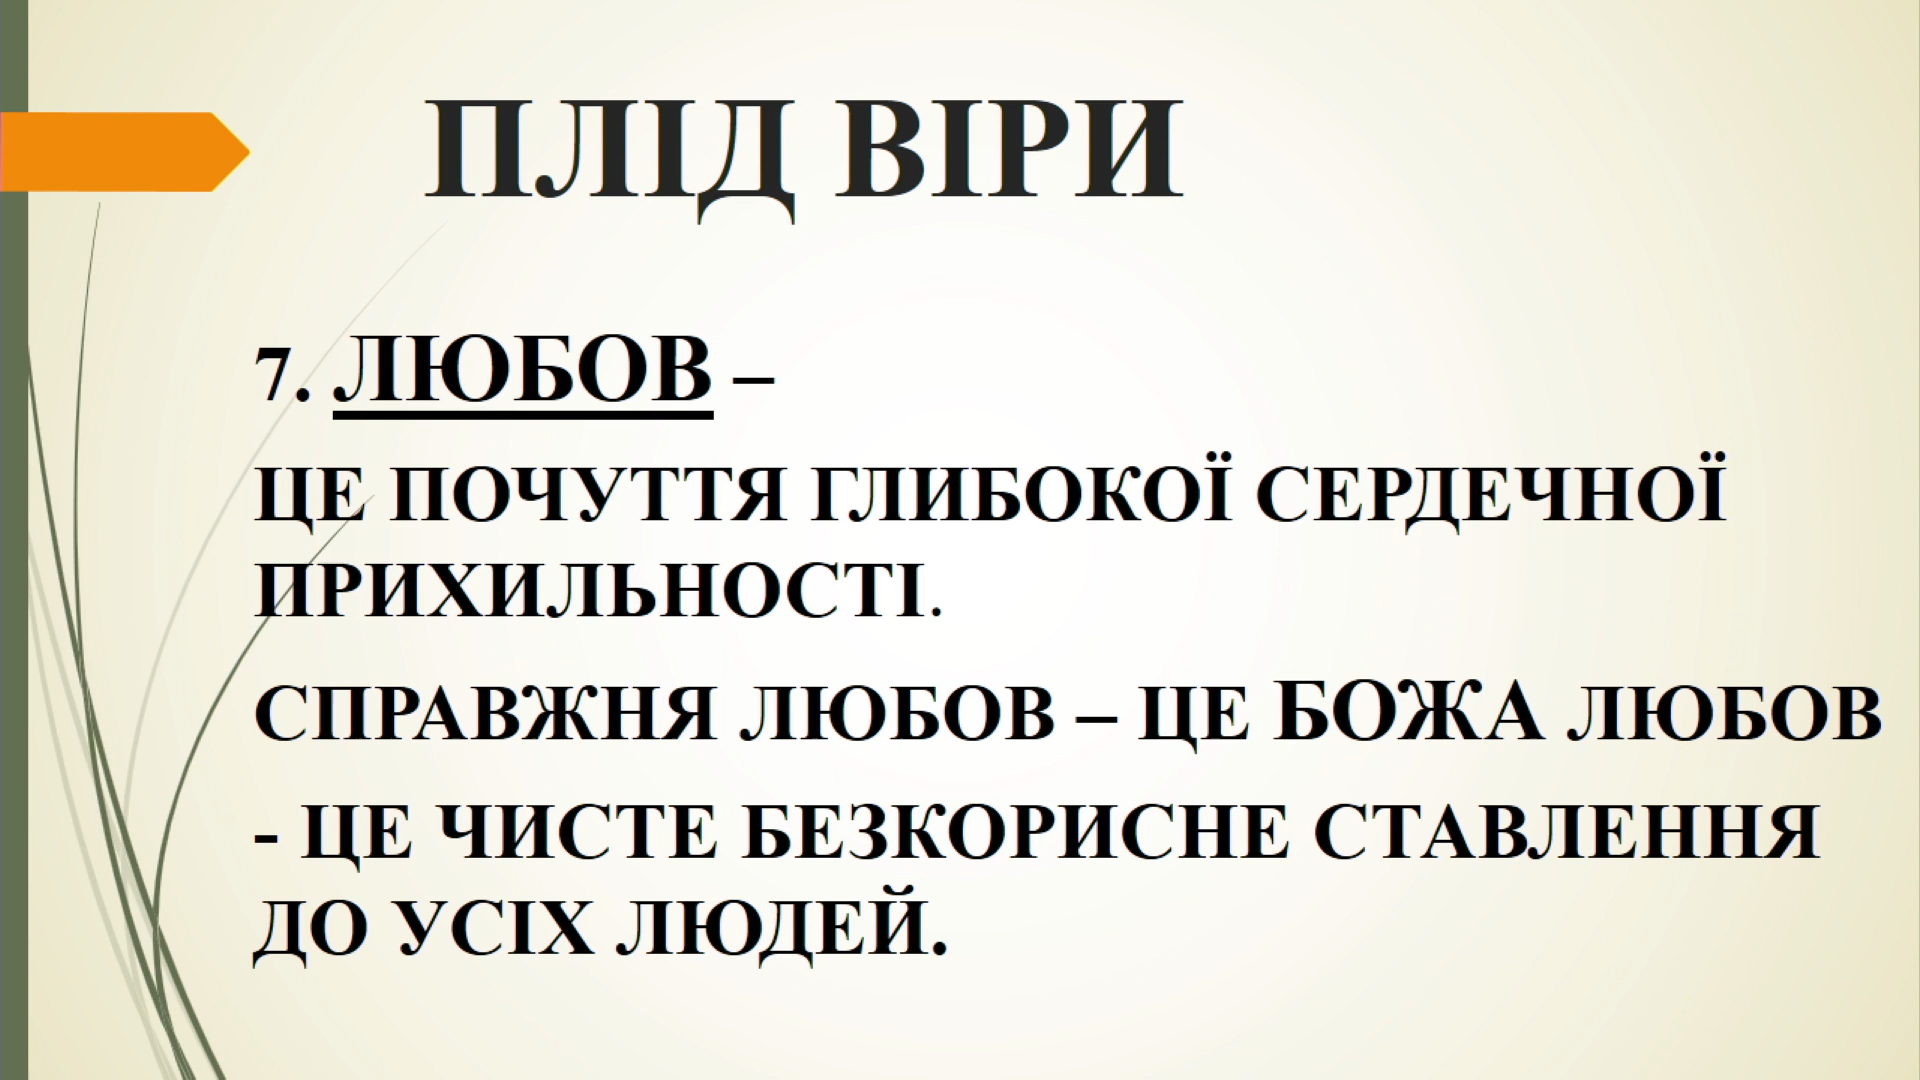 ПЛІД ВІРИ
7. ЛЮБОВ –
ЦЕ ПОЧУТТЯ ГЛИБОКОЇ СЕРДЕЧНОЇ
ПРИХИЛЬНОСТІ.
СПРАВЖНЯ ЛЮБОВ – ЦЕ БОЖА ЛЮБОВ
- ЦЕ ЧИСТЕ БЕЗКОРИСНЕ СТАВЛЕННЯ
ДО УСІХ ЛЮДЕЙ.